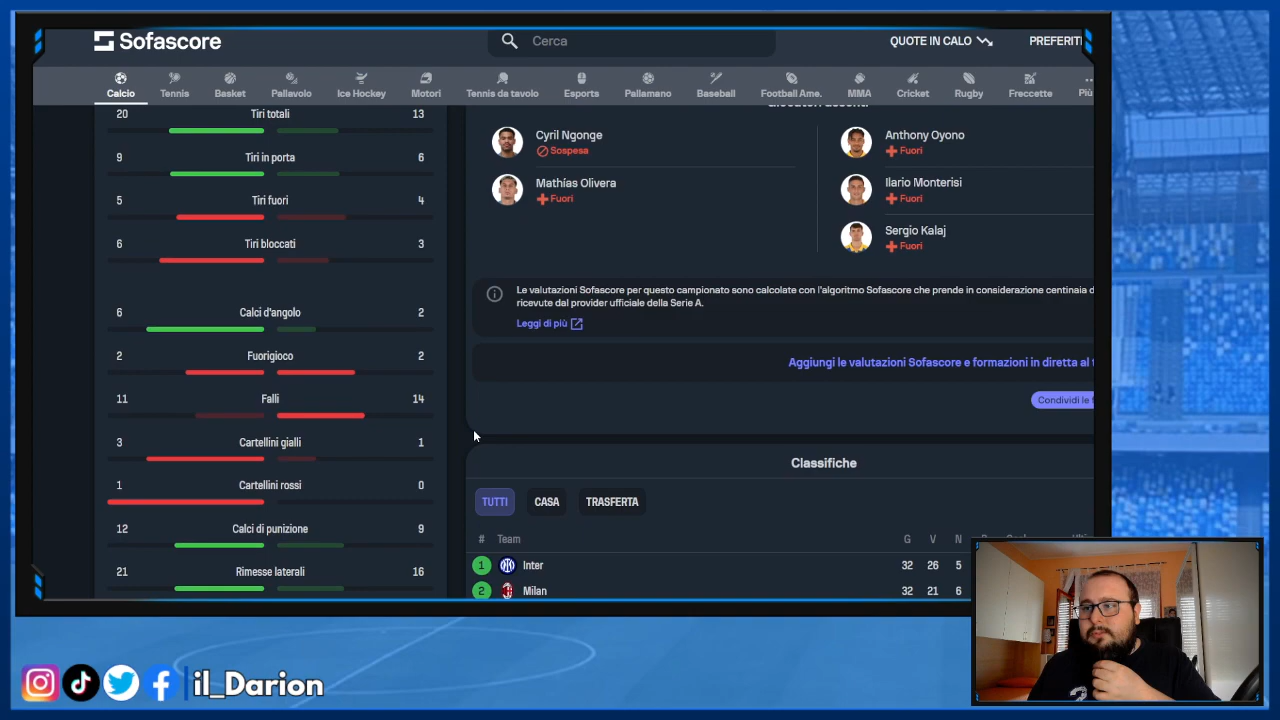 Sofascore
Cerca
QUOTE IN CALO
PREFERITI
Calcio
Tennis
Basket
Pallavolo
Ice Hockey
Motori
Tennis da tavolo
Esports
Pallamano
Baseball
Football Ame.
MMA
Cricket
Rugby
Freccette
20 Tiri totali 13
9 Tiri in porta 6
5 Tiri fuori 4
6 Tiri bloccati 3
6 Calci d'angolo 2
2 Fuorigioco 2
11 Falli 14
3 Cartellini gialli 1
1 Cartellini rossi 0
12 Calci di punizione 9
21 Rimesse laterali 16
Cyril Ngonge
Sospesa
Mathías Olivera
Fuori
Anthony Oyono
Fuori
Ilario Monterisi
Fuori
Sergio Kalaj
Fuori
Le valutazioni Sofascore per questo campionato sono calcolate con l'algoritmo Sofascore che prende in considerazione centinaia d
ricevute dal provider ufficiale della Serie A.
Leggi di più
Aggiungi le valutazioni Sofascore e formazioni in diretta al
Condividi le
Classifiche
TUTTI CASA TRASFERTA
# Team G V N
1 Inter 32 26 5
2 Milan 32 21 6
il_Darion